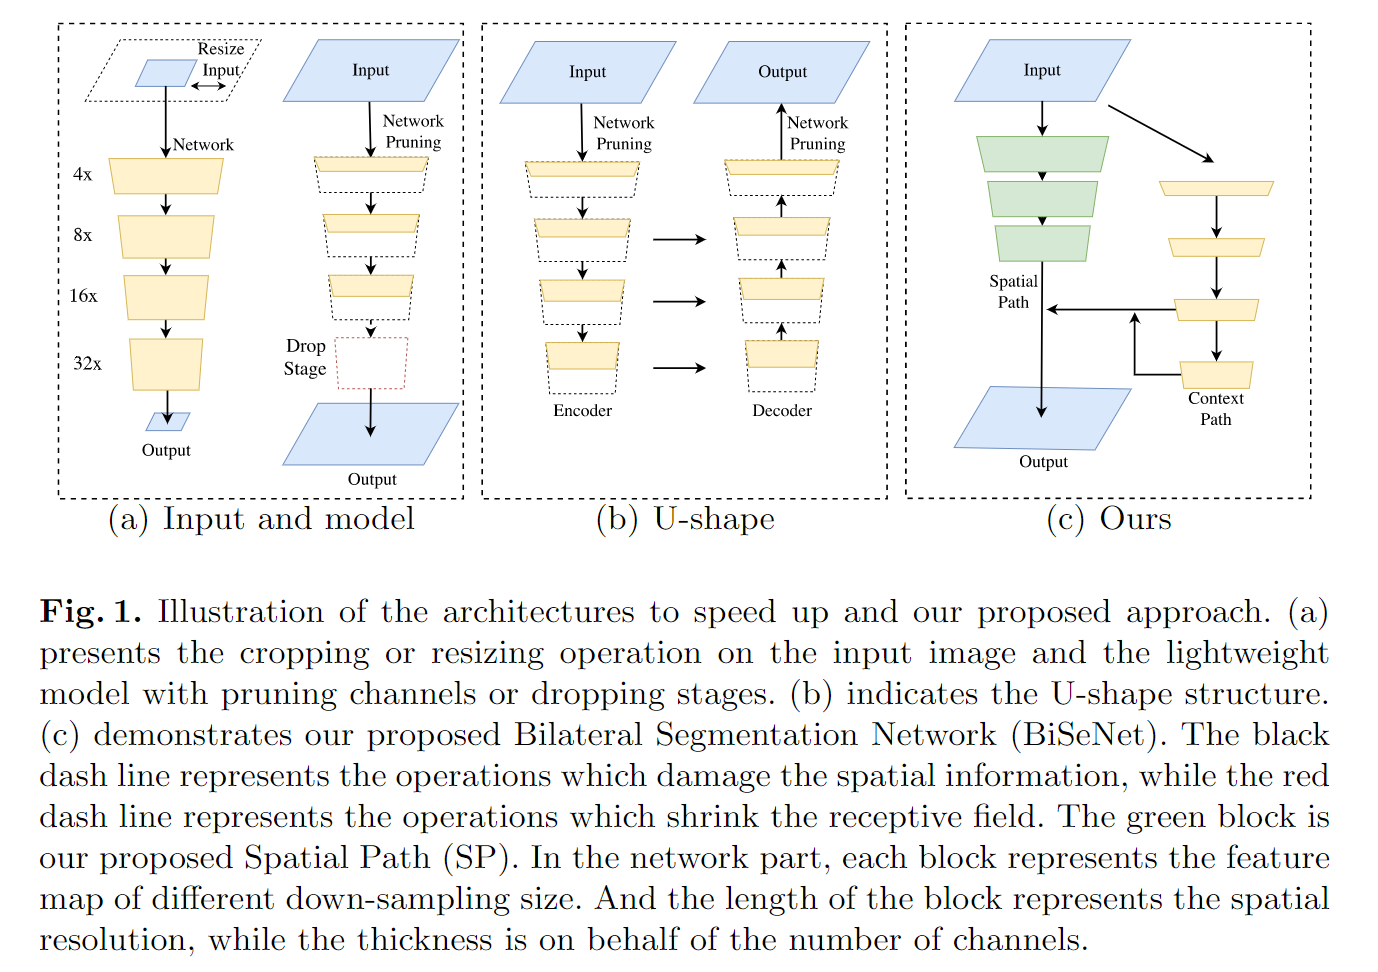 Resize
Input
Network
4x
8x
16x
32x
Output
Input
Network
Pruning
Drop
Stage
Output
(a) Input and model
Input
Network
Pruning
Encoder
Output
Network
Pruning
Decoder
(b) U-shape
Input
Spatial
Path
Context
Path
Output
(c) Ours
Fig. 1. Illustration of the architectures to speed up and our proposed approach. (a)
presents the cropping or resizing operation on the input image and the lightweight
model with pruning channels or dropping stages. (b) indicates the U-shape structure.
(c) demonstrates our proposed Bilateral Segmentation Network (BiSeNet). The black
dash line represents the operations which damage the spatial information, while the red
dash line represents the operations which shrink the receptive field. The green block is
our proposed Spatial Path (SP). In the network part, each block represents the feature
map of different down-sampling size. And the length of the block represents the spatial
resolution, while the thickness is on behalf of the number of channels.